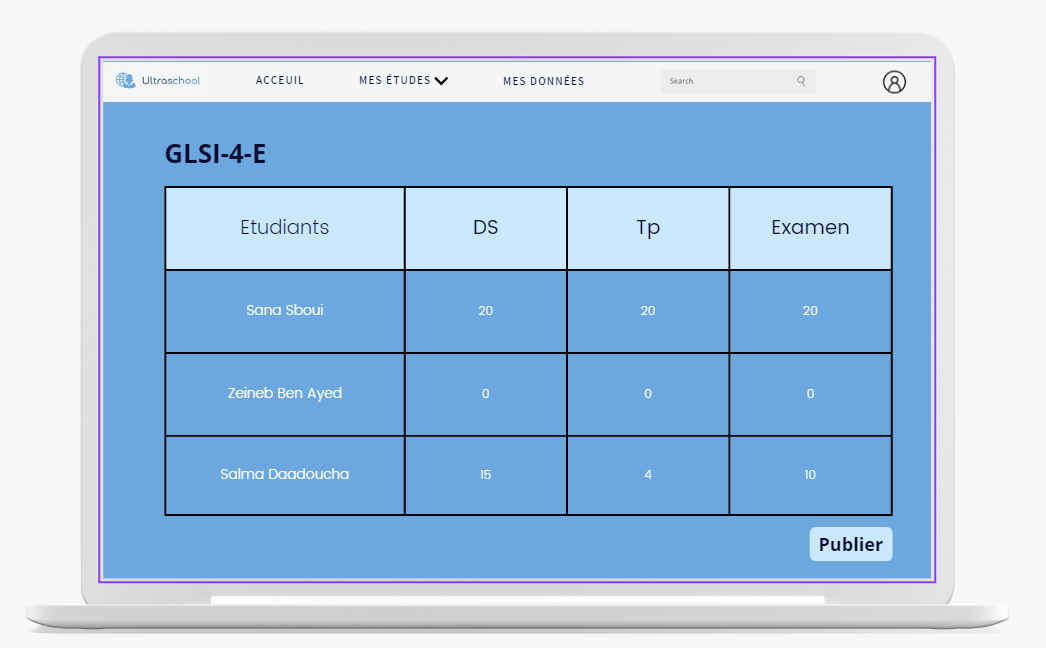 Ultraschool ACCEUIL MES ÉTUDES MES DONNÉES Search
GLSI-4-E
Etudiants DS Tp Examen
Sana Sboui 20 20 20
Zeineb Ben Ayed 0 0 0
Salma Daadoucha 15 4 10
Publier